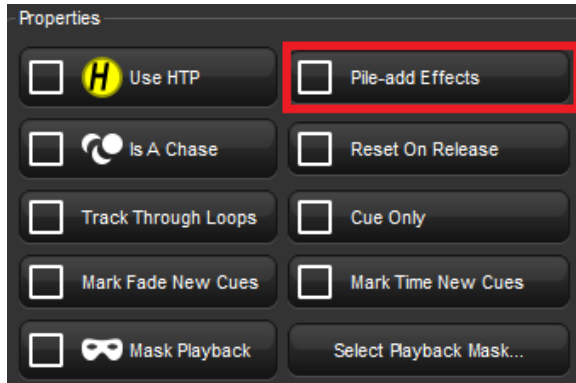 Properties
H Use HTP
Pile-add Effects
Is A Chase
Reset On Release
Track Through Loops
Cue Only
Mark Fade New Cues
Mark Time New Cues
Mask Playback
Select Playback Mask...